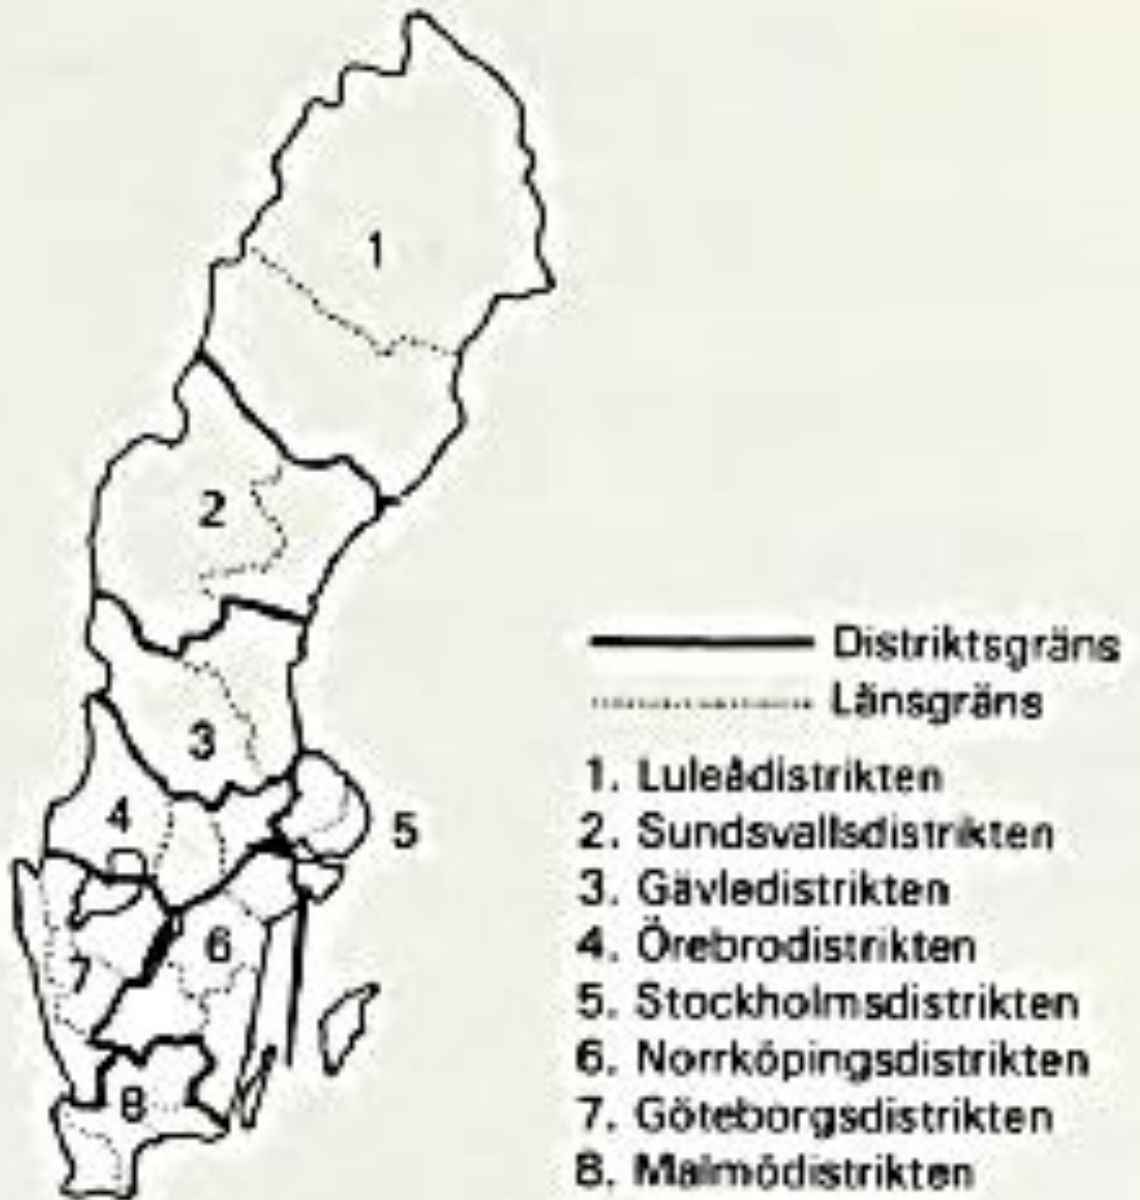 1
2
3
4
5
6
7
8
Distriktsgräns
Länsgräns
1. Luleådistrikten
2. Sundsvallsdistrikten
3. Gävledistrikten
4. Örebrodistrikten
5. Stockholmsdistrikten
6. Norrköpingsdistrikten
7. Göteborgsdistrikten
8. Malmödistrikten